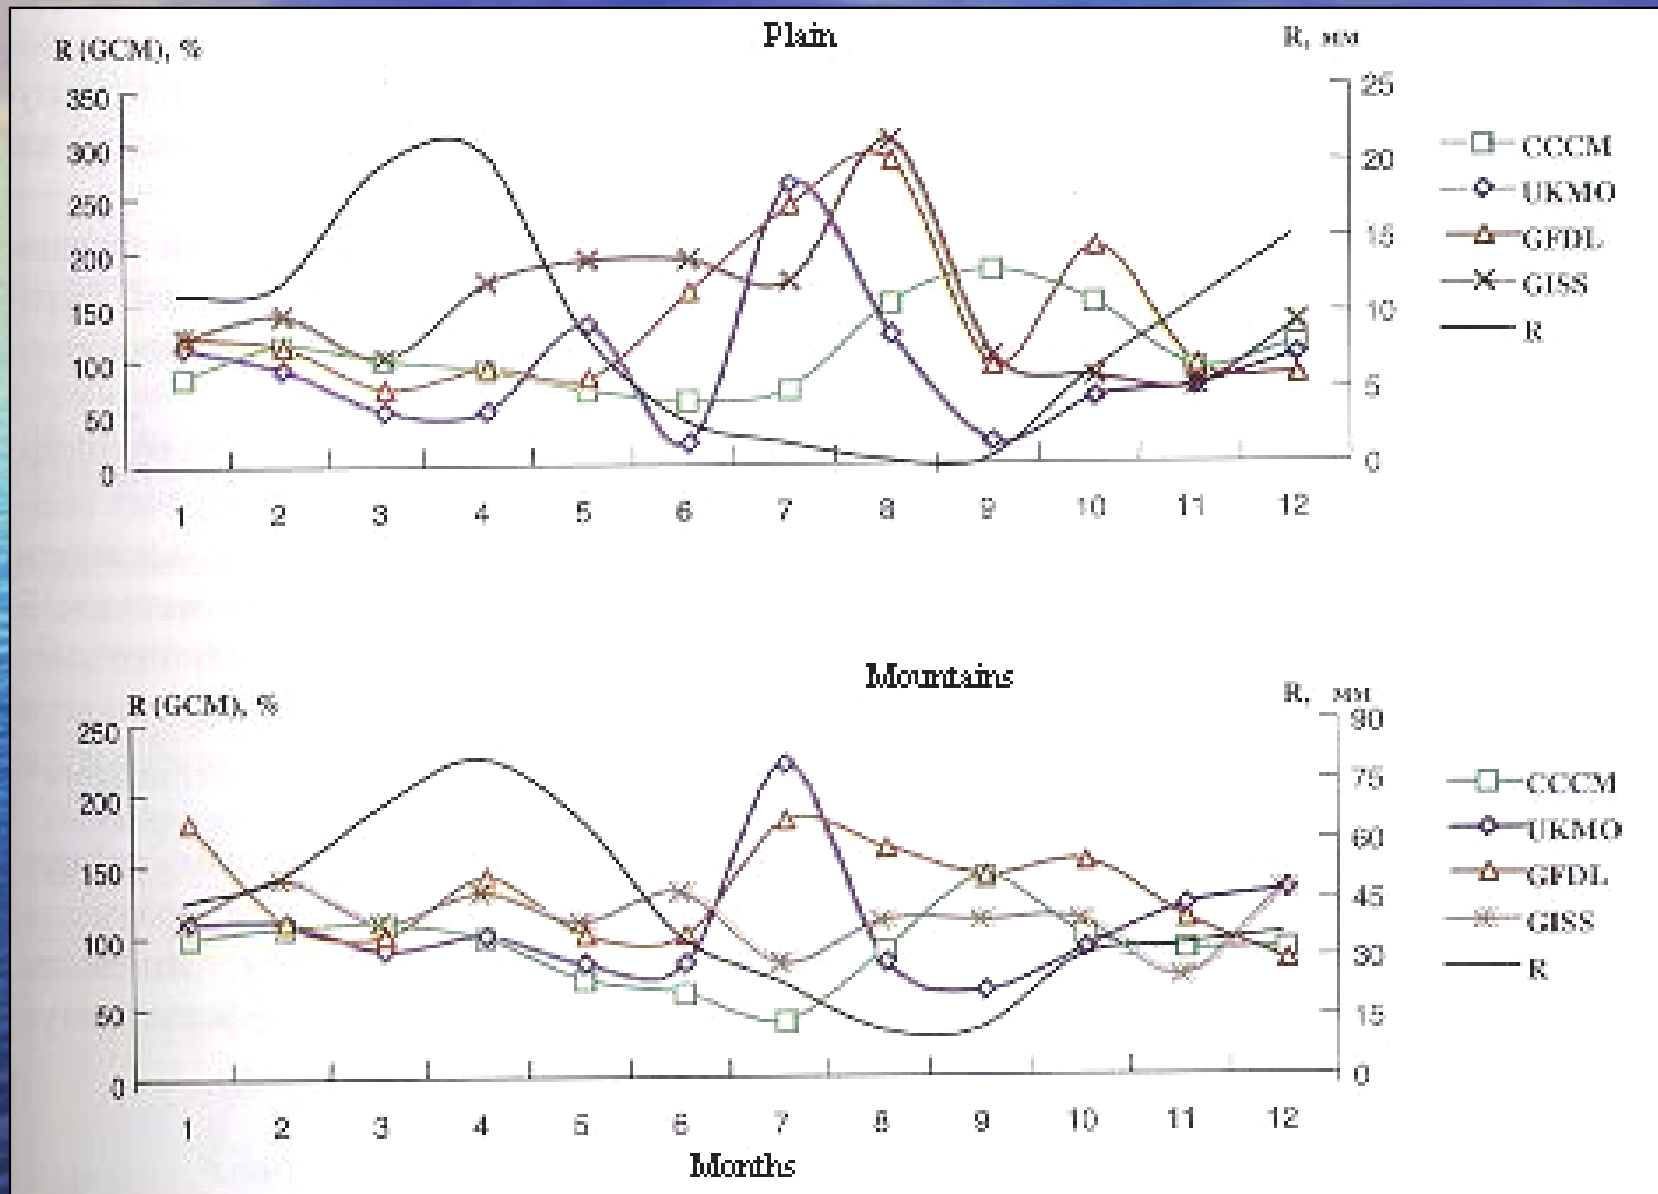 Plain
R (GCM), %
R, мм
350
300
250
200
150
100
50
0
25
20
15
10
5
0
1 2 3 4 5 6 7 8 9 10 11 12
CCCM
UKMO
GFDL
GISS
R
Mountains
R (GCM), %
R, мм
250
200
150
100
50
0
90
75
60
45
30
15
0
1 2 3 4 5 6 7 8 9 10 11 12
Months
CCCM
UKMO
GFDL
GISS
R